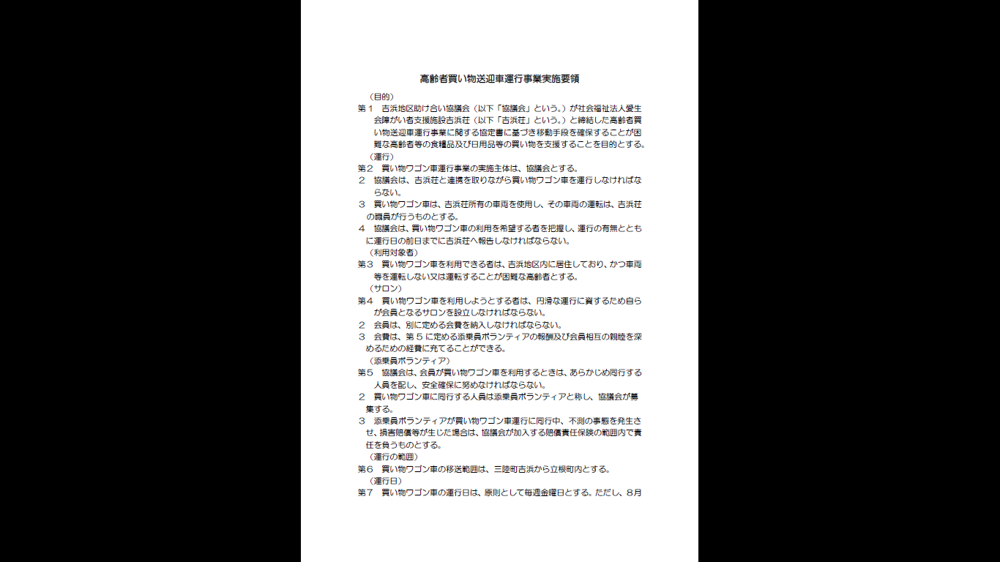 高齢者買い物送迎車運行事業実施要領
（目的）
第１　吉浜地区助け合い協議会（以下「協議会」という。）が社会福祉法人愛生
会障がい者支援施設吉浜荘（以下「吉浜荘」という。）と締結した高齢者買
い物送迎車運行事業に関する協定書に基づき移動手段を確保することが困
難な高齢者等の食糧品及び日用品等の買い物を支援することを目的とする。
（運行）
第２　買い物ワゴン車運行事業の実施主体は、協議会とする。
２　協議会は、吉浜荘と連携を取りながら買い物ワゴン車を運行しなければな
らない。
３　買い物ワゴン車は、吉浜荘所有の車両を使用し、その車両の運転は、吉浜荘
の職員が行うものとする。
４　協議会は、買い物ワゴン車の利用を希望する者を把握し、運行の有無ととも
に運行日の前日までに吉浜荘へ報告しなければならない。
（利用対象者）
第３　買い物ワゴン車を利用できる者は、吉浜地区内に居住しており、かつ車両
等を運転しない又は運転することが困難な高齢者とする。
（サロン）
第４　買い物ワゴン車を利用しようとする者は、円滑な運行に資するため自ら
が会員となるサロンを設立しなければならない。
２　会員は、別に定める会費を納入しなければならない。
３　会費は、第５に定める添乗員ボランティアの報酬及び会員相互の親睦を深
めるための経費に充てることができる。
（添乗員ボランティア）
第５　協議会は、会員が買い物ワゴン車を利用するときは、あらかじめ同行する
人員を配し、安全確保に努めなければならない。
２　買い物ワゴン車に同行する人員は添乗員ボランティアと称し、協議会が募
集する。
３　添乗員ボランティアが買い物ワゴン車運行に同行中、不測の事態を発生さ
せ、損害賠償等が生じた場合は、協議会が加入する賠償責任保険の範囲内で責
任を負うものとする。
（運行の範囲）
第６　買い物ワゴン車の移送範囲は、三陸町吉浜から立根町内とする。
（運行日）
第７　買い物ワゴン車の運行日は、原則として毎週金曜日とする。ただし、８月